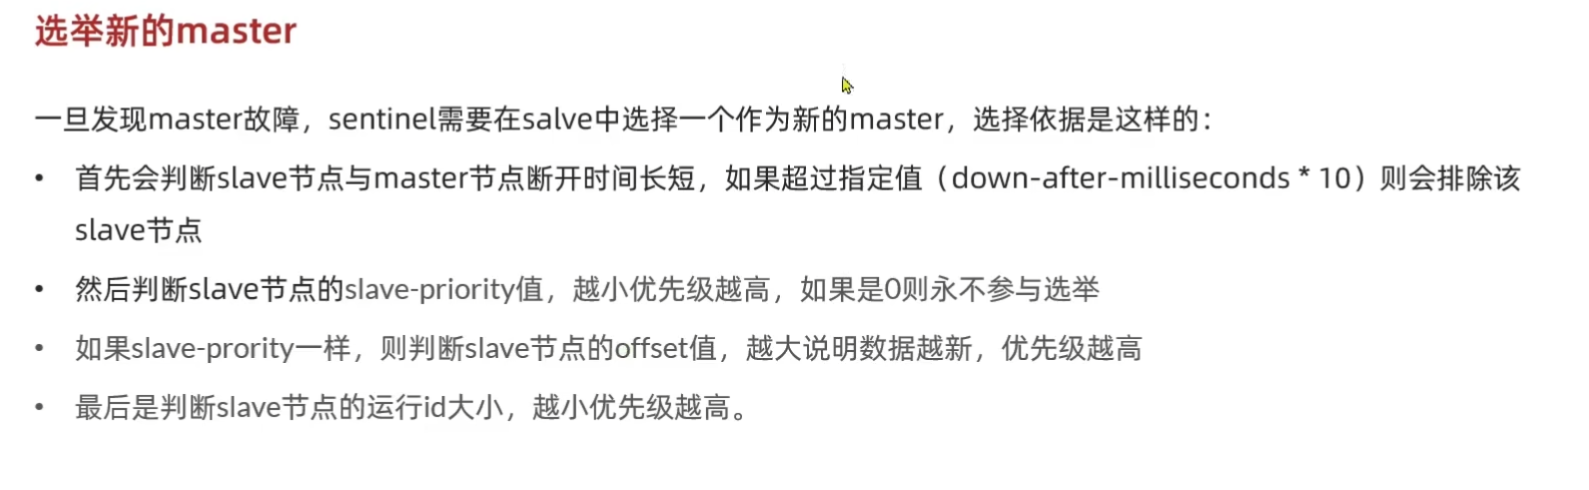 选举新的master
一旦发现master故障，sentinel需要在salve中选择一个作为新的master，选择依据是这样的：
• 首先会判断slave节点与master节点断开时间长短，如果超过指定值（down-after-milliseconds * 10）则会排除该
slave节点
• 然后判断slave节点的slave-priority值，越小优先级越高，如果是0则永不参与选举
• 如果slave-prority一样，则判断slave节点的offset值，越大说明数据越新，优先级越高
• 最后是判断slave节点的运行id大小，越小优先级越高。